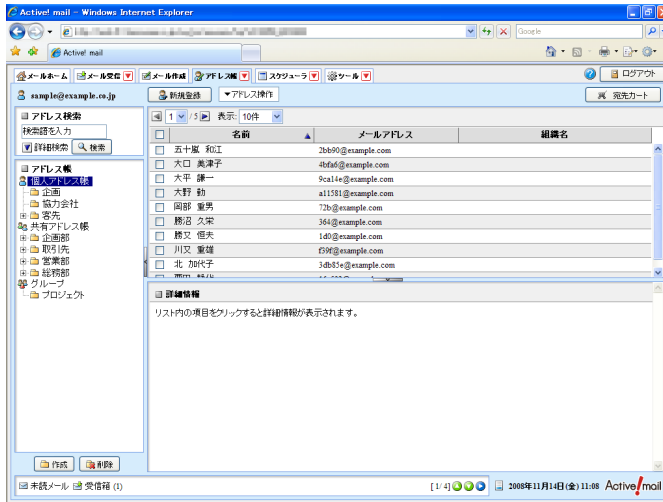 Active! mail - Windows Internet Explorer
Google
Active! mail
メールホーム メール受信 メール作成 アドレス帳 スケジューラ ツール ログアウト
sample@example.co.jp 新規登録 ▼アドレス操作 宛先カート
アドレス検索
検索語を入力
詳細検索 検索
1 / 5 表示: 10件
名前 メールアドレス 組織名
五十嵐 和江 2bb90@example.com
大口 美津子 4bfa6@example.com
大平 謙一 9ca14e@example.com
大野 勤 a11581@example.com
岡部 重男 72b@example.com
勝沼 久栄 364@example.com
勝又 恒夫 1d0@example.com
川又 重雄 f39f@example.com
北 加代子 3db85e@example.com
アドレス帳
個人アドレス帳
企画
協力会社
客先
共有アドレス帳
企画部
取引先
営業部
総務部
グループ
プロジェクト
詳細情報
リスト内の項目をクリックすると詳細情報が表示されます。
作成 削除
未読メール 受信箱 (1) [1/4] 2008年11月14日(金) 11:08 Active! mail